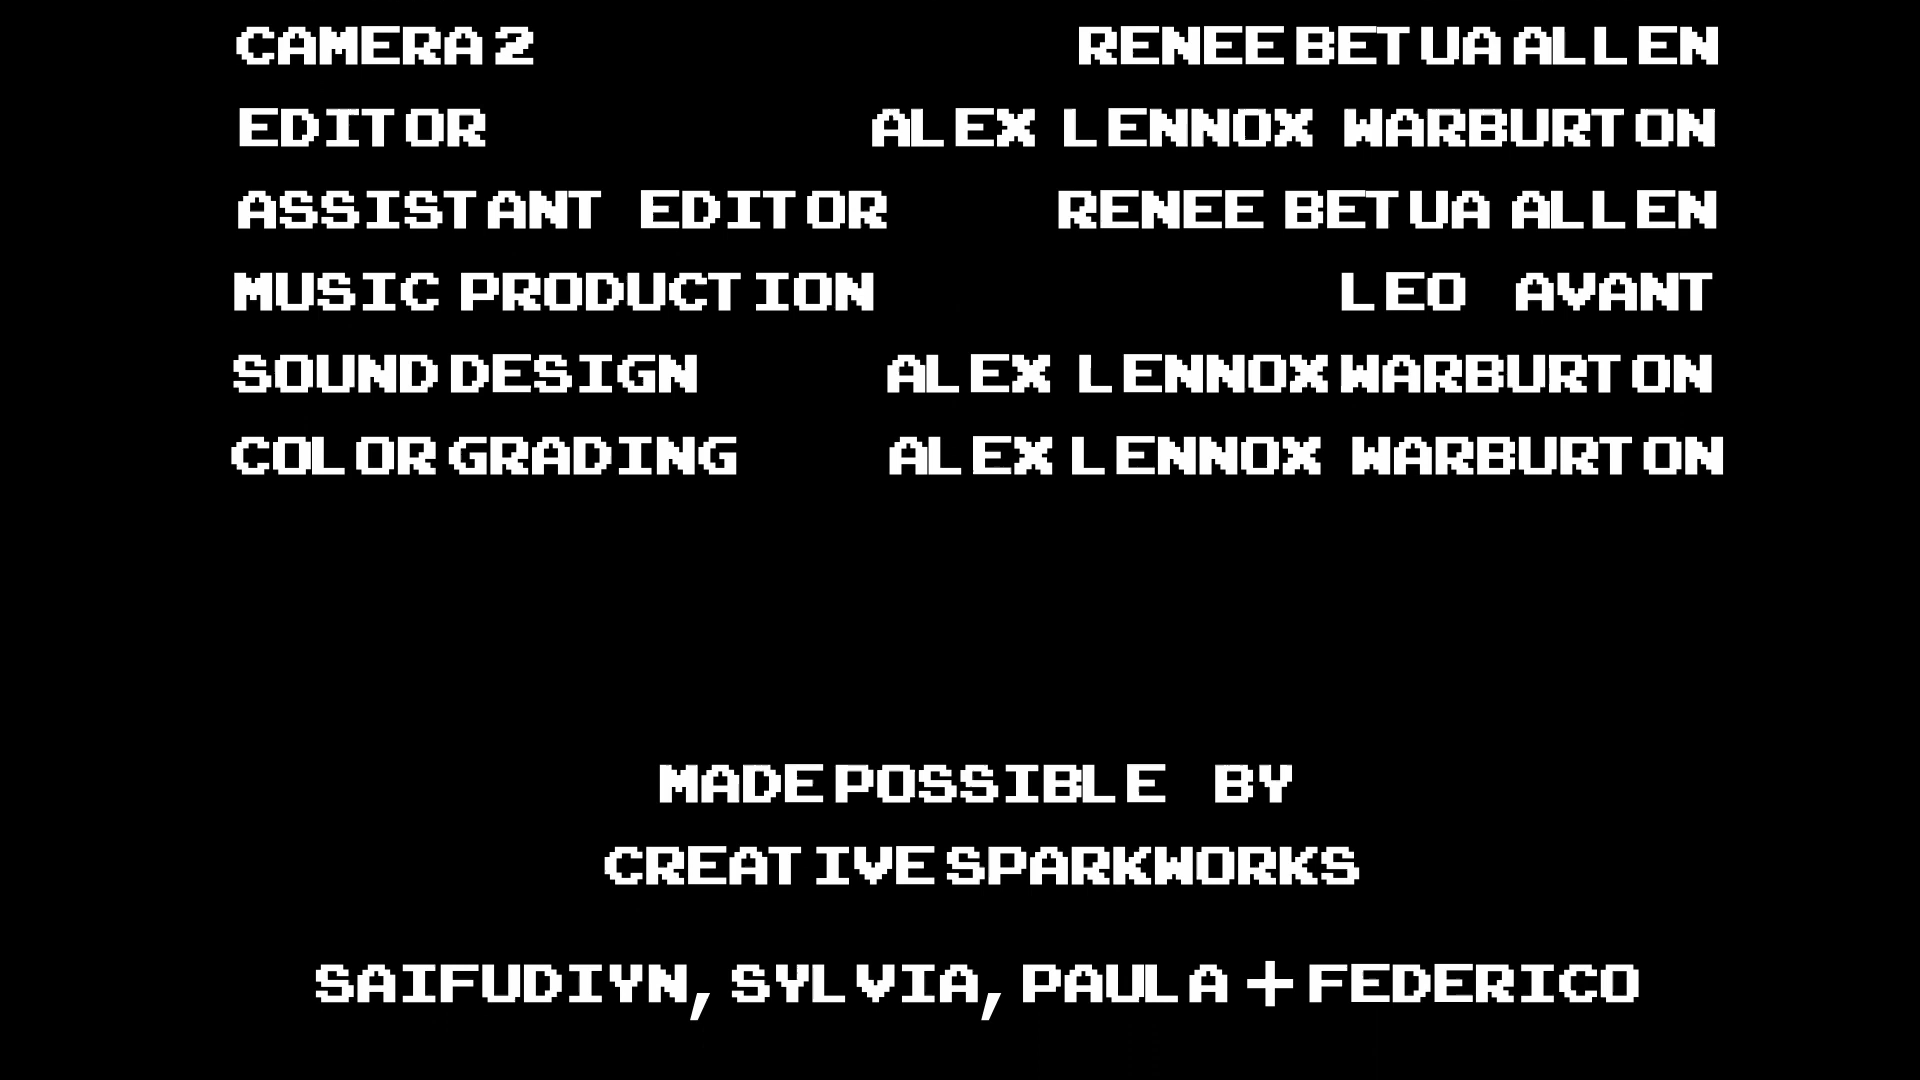 CAMERA 2 RENEE BETUA ALLEN
EDITOR ALEX LENNOX WARBURTON
ASSISTANT EDITOR RENEE BETUA ALLEN
MUSIC PRODUCTION LEO AVANT
SOUND DESIGN ALEX LENNOX WARBURTON
COLOR GRADING ALEX LENNOX WARBURTON
MADE POSSIBLE BY
CREATIVE SPARKWORKS
SAIFUDIYN, SYLVIA, PAULA + FEDERICO